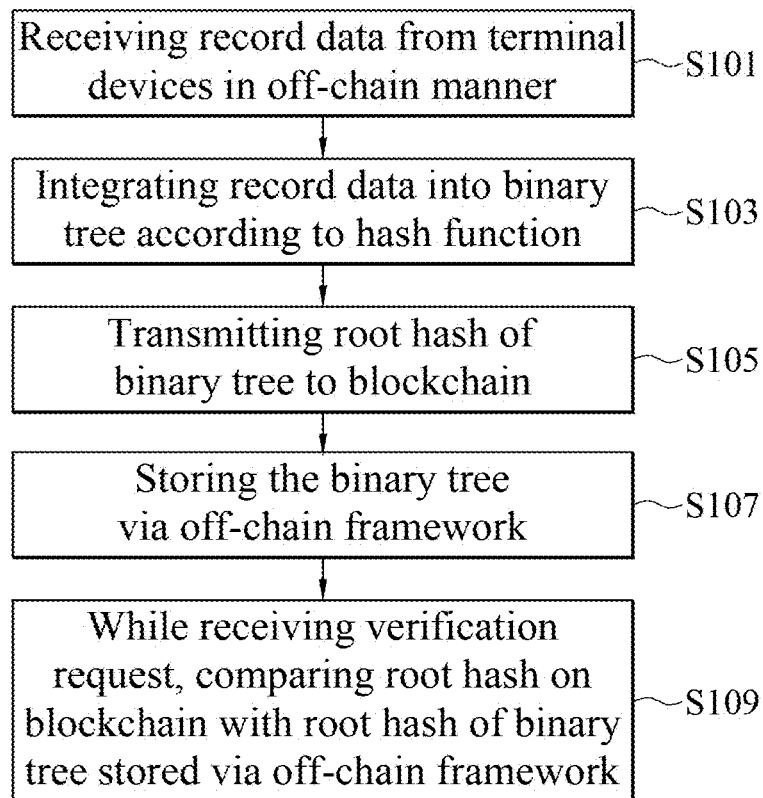 Receiving record data from terminal
devices in off-chain manner
S101
Integrating record data into binary
tree according to hash function
S103
Transmitting root hash of
binary tree to blockchain
S105
Storing the binary tree
via off-chain framework
S107
While receiving verification
request, comparing root hash on
blockchain with root hash of binary
tree stored via off-chain framework
S109